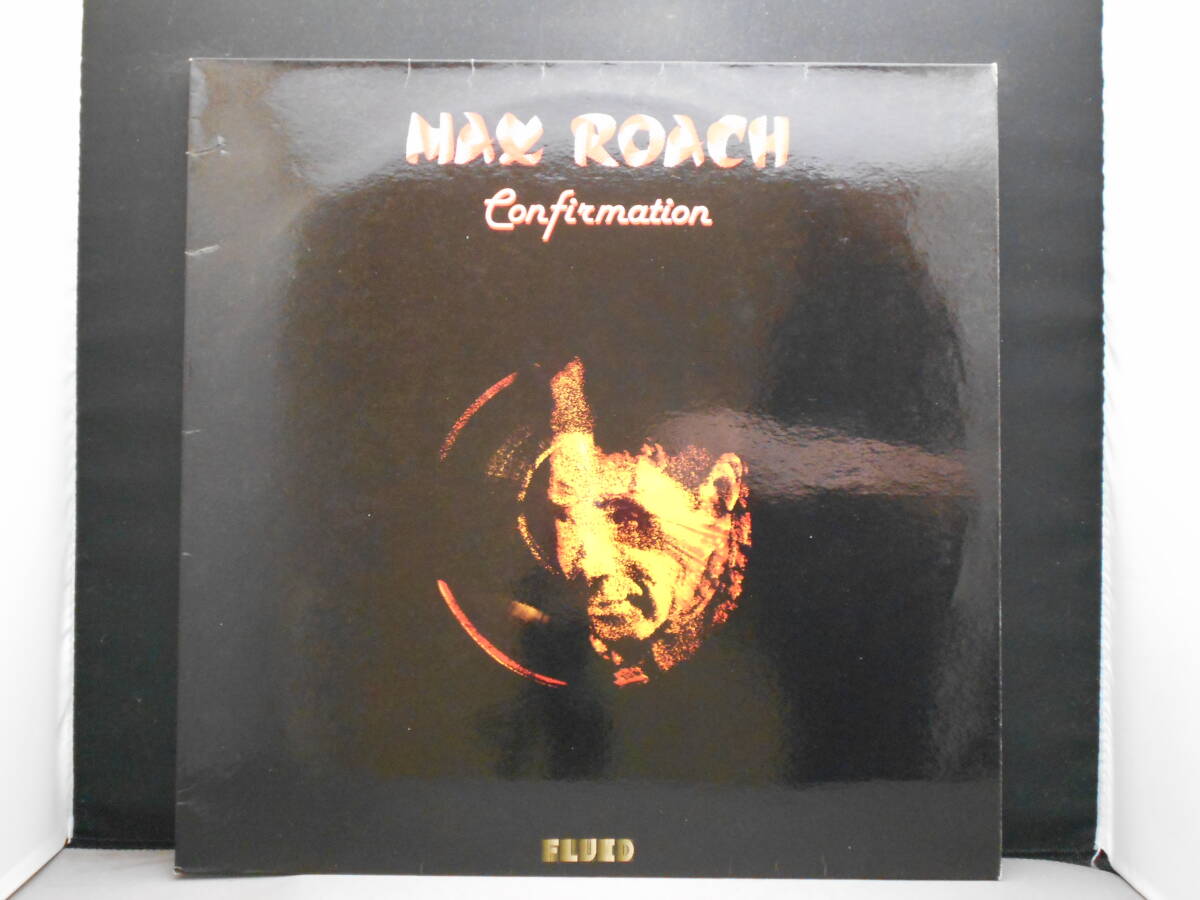 MAX ROACH
Confirmation
FLUID